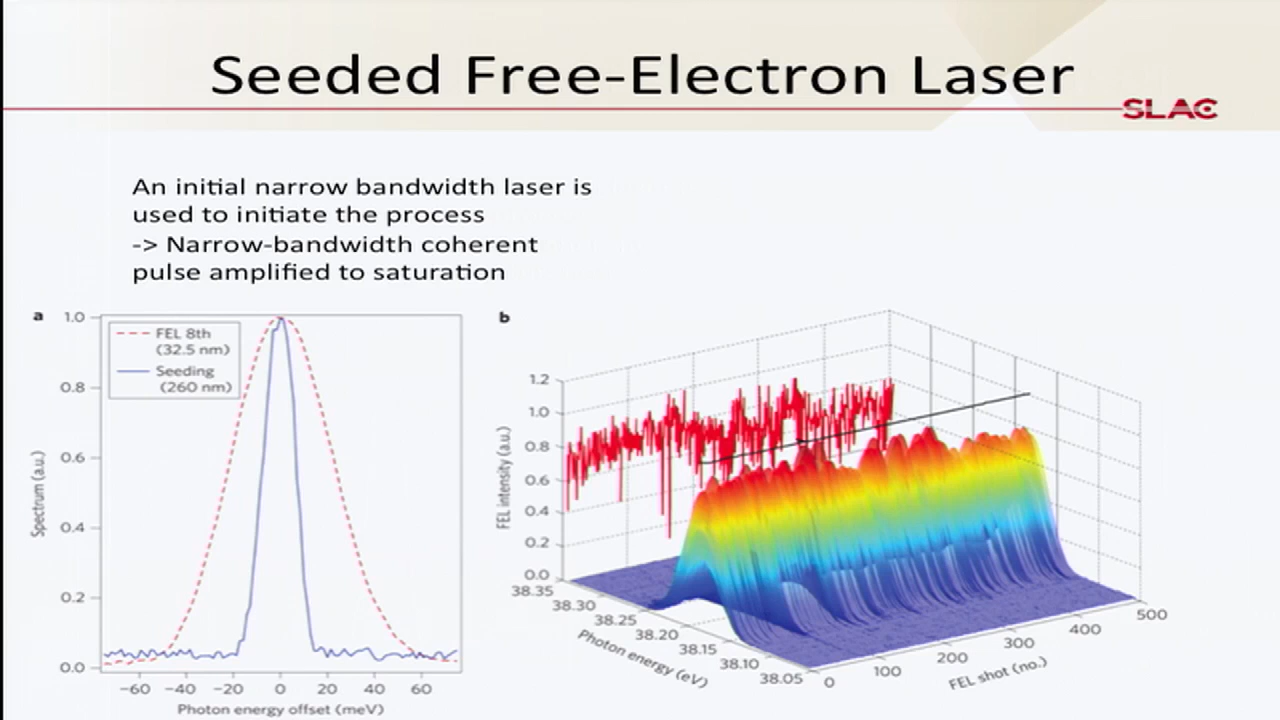 Seeded Free-Electron Laser
SLAC
An initial narrow bandwidth laser is
used to initiate the process
-> Narrow-bandwidth coherent
pulse amplified to saturation
a
1.0
0.8
0.6
0.4
0.2
0.0
Spectrum (a.u.)
FEL 8th
(32.5 nm)
Seeding
(260 nm)
−60 −40 −20 0 20 40 60
Photon energy offset (meV)
b
1.2
1.0
0.8
0.6
0.4
0.2
0.0
FEL intensity (a.u.)
38.35
38.30
38.25
38.20
38.15
38.10
38.05
Photon energy (eV)
0
100
200
300
400
500
FEL shot (no.)